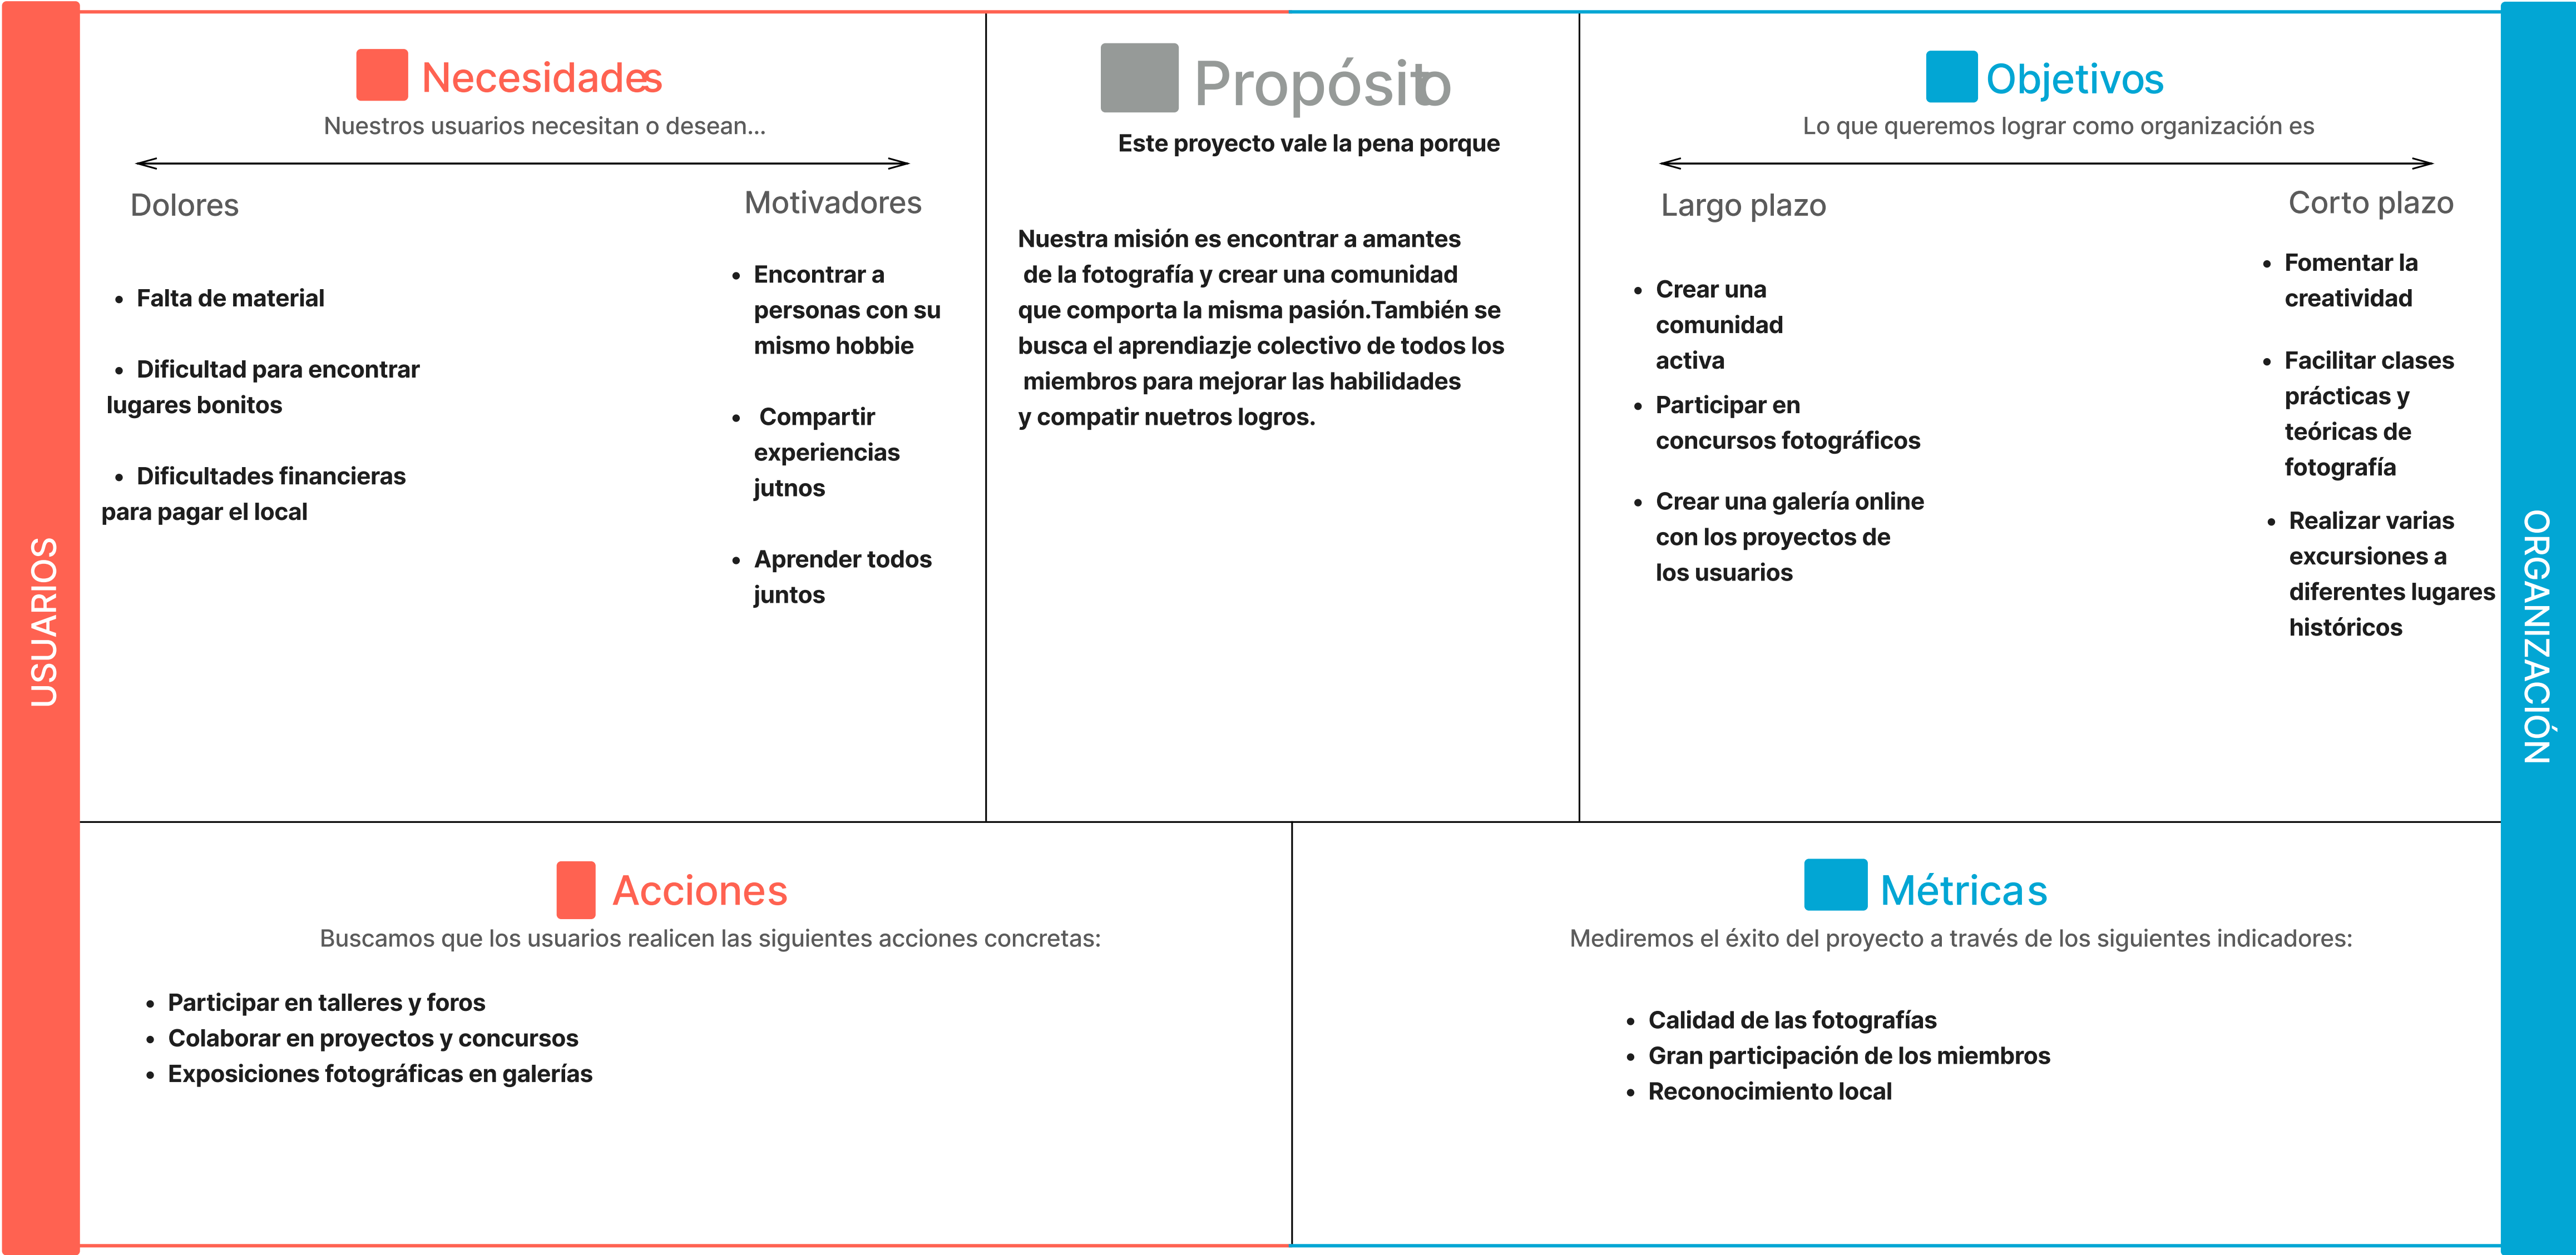 USUARIOS
Necesidades
Nuestros usuarios necesitan o desean...
Dolores
• Falta de material
• Dificultad para encontrar
lugares bonitos
• Dificultades financieras
para pagar el local
Motivadores
• Encontrar a
personas con su
mismo hobbie
• Compartir
experiencias
jutnos
• Aprender todos
juntos
Propósito
Este proyecto vale la pena porque
Nuestra misión es encontrar a amantes
de la fotografía y crear una comunidad
que comporta la misma pasión.También se
busca el aprendiazje colectivo de todos los
miembros para mejorar las habilidades
y compatir nuetros logros.
Objetivos
Lo que queremos lograr como organización es
Largo plazo
• Crear una
comunidad
activa
• Participar en
concursos fotográficos
• Crear una galería online
con los proyectos de
los usuarios
Corto plazo
• Fomentar la
creatividad
• Facilitar clases
prácticas y
teóricas de
fotografía
• Realizar varias
excursiones a
diferentes lugares
históricos
ORGANIZACIÓN
Acciones
Buscamos que los usuarios realicen las siguientes acciones concretas:
• Participar en talleres y foros
• Colaborar en proyectos y concursos
• Exposiciones fotográficas en galerías
Métricas
Mediremos el éxito del proyecto a través de los siguientes indicadores:
• Calidad de las fotografías
• Gran participación de los miembros
• Reconocimiento local